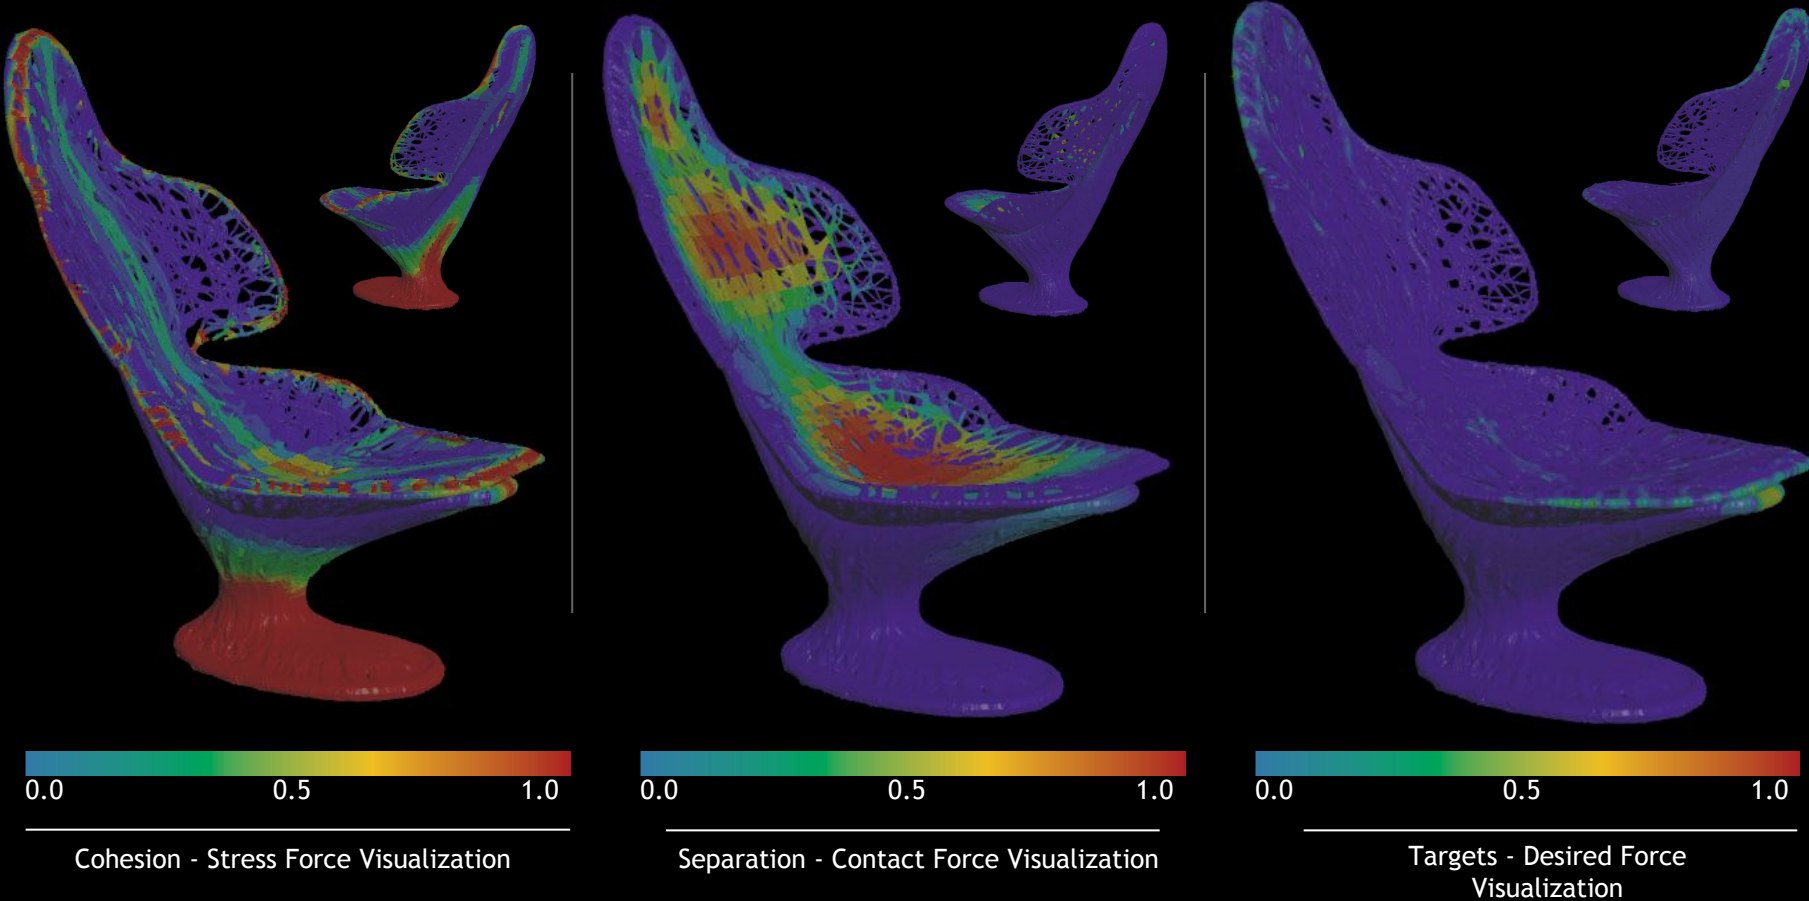 0.0 0.5 1.0
Cohesion - Stress Force Visualization
0.0 0.5 1.0
Separation - Contact Force Visualization
0.0 0.5 1.0
Targets - Desired Force
Visualization